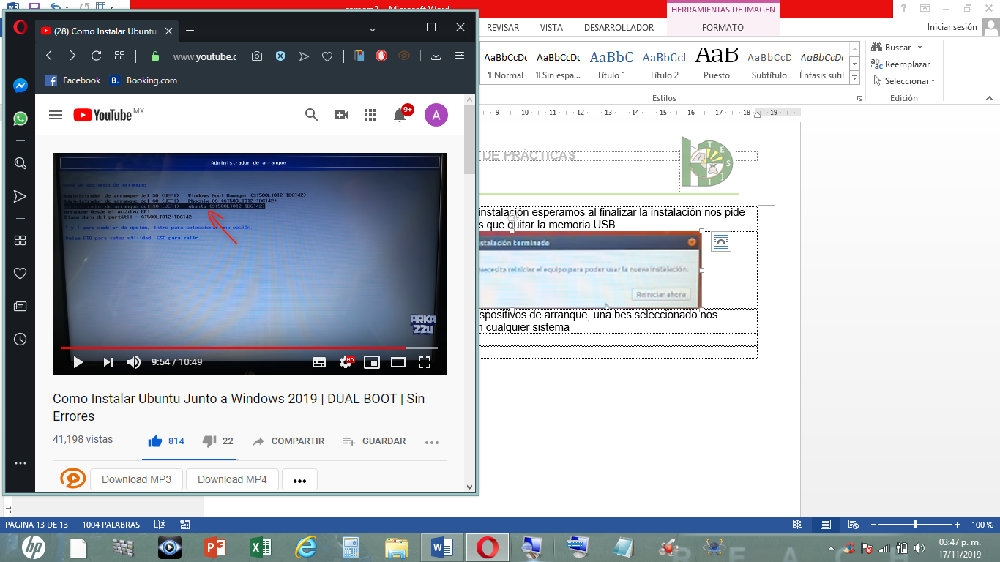 gamora3 - Microsoft Word
HERRAMIENTAS DE IMAGEN
REVISAR VISTA DESARROLLADOR FORMATO
Iniciar sesión
AaBbCcDc AaBbCcDc AaBbC AaBbCcI AaB AaBbCcD AaBbCcDc
¶ Normal ¶ Sin espa... Título 1 Título 2 Puesto Subtítulo Énfasis sutil
Estilos
Buscar
Reemplazar
Seleccionar
Edición
(28) Como Instalar Ubuntu
www.youtube.c
Facebook Booking.com
YouTube MX
9+
A
Administrador de arranque
Menú de opciones de arranque
Administrador de arranque del SO (UEFI) - Windows Boot Manager (ST500LT012-1DG142)
Administrador de arranque del SO (UEFI) - Phoenix OS (ST500LT012-1DG142)
Administrador de arranque del SO (UEFI) - ubuntu (ST500LT012-1DG142)
Arranque desde el archivo EFI
Disco duro del portátil - ST500LT012-1DG142
↑ y ↓ para cambiar de opción, Intro para seleccionar una opción.
Pulse F10 para setup utilidad, ESC para salir.
ARKA
ZZU
9:54 / 10:49
HD
Como Instalar Ubuntu Junto a Windows 2019 | DUAL BOOT | Sin
Errores
41,198 vistas
814 22 COMPARTIR GUARDAR
Download MP3 Download MP4
9 10 11 12 13 14 15 16 17 18 19
DE PRÁCTICAS
T E S J
instalación esperamos al finalizar la instalación nos pide
s que quitar la memoria USB
stalación terminada
Necesita reiniciar el equipo para poder usar la nueva instalación.
Reiniciar ahora
spositivos de arranque, una bes seleccionado nos
n cualquier sistema
11
PÁGINA 13 DE 13 1004 PALABRAS
100 %
hp
R E A C H
03:47 p. m.
17/11/2019